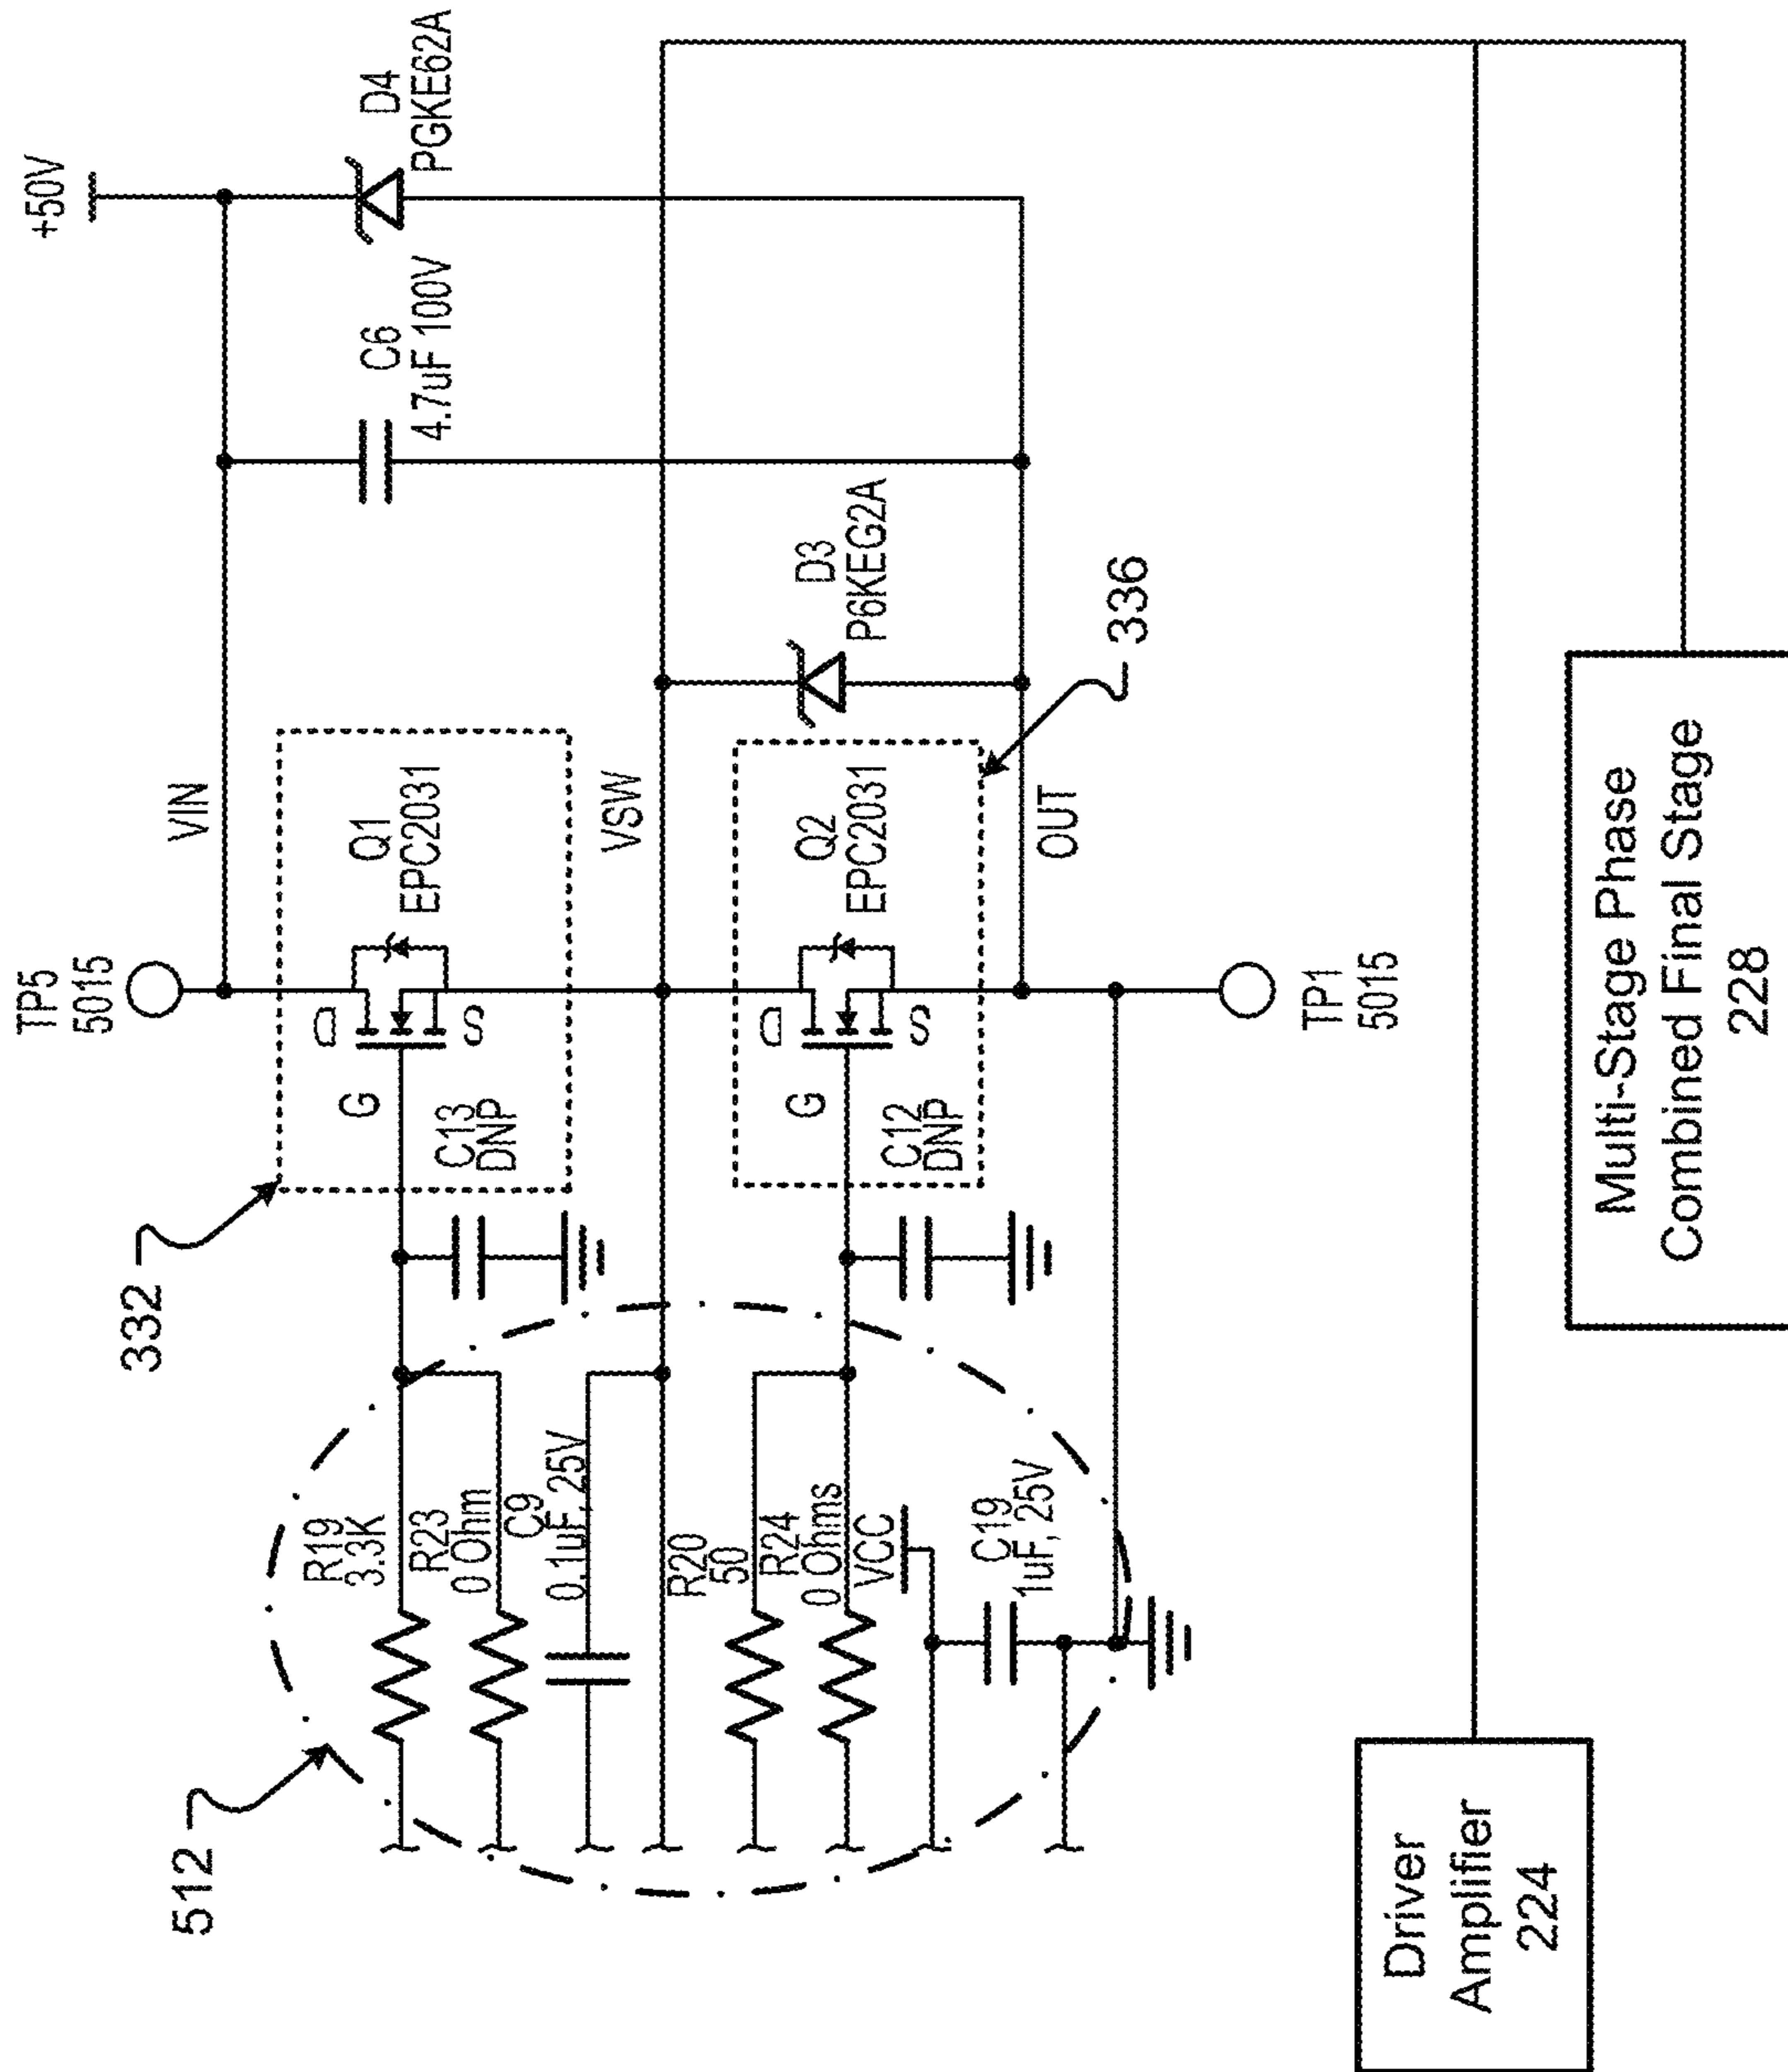 +50V
TP5
5015
VIN
D4
PGKE62A
C6
4.7uF 100V
332
Q1
EPC2031
D
G
S
C13
DNP
512
R19
3.3K
R23
0 Ohm
C9
0.1uF, 25V
VSW
D3
P6KEG2A
Q2
EPC2031
D
G
S
C12
DNP
336
R20
50
R24
0 Ohms
VCC
C19
1uF, 25V
OUT
TP1
5015
Driver
Amplifier
224
Multi-Stage Phase
Combined Final Stage
228